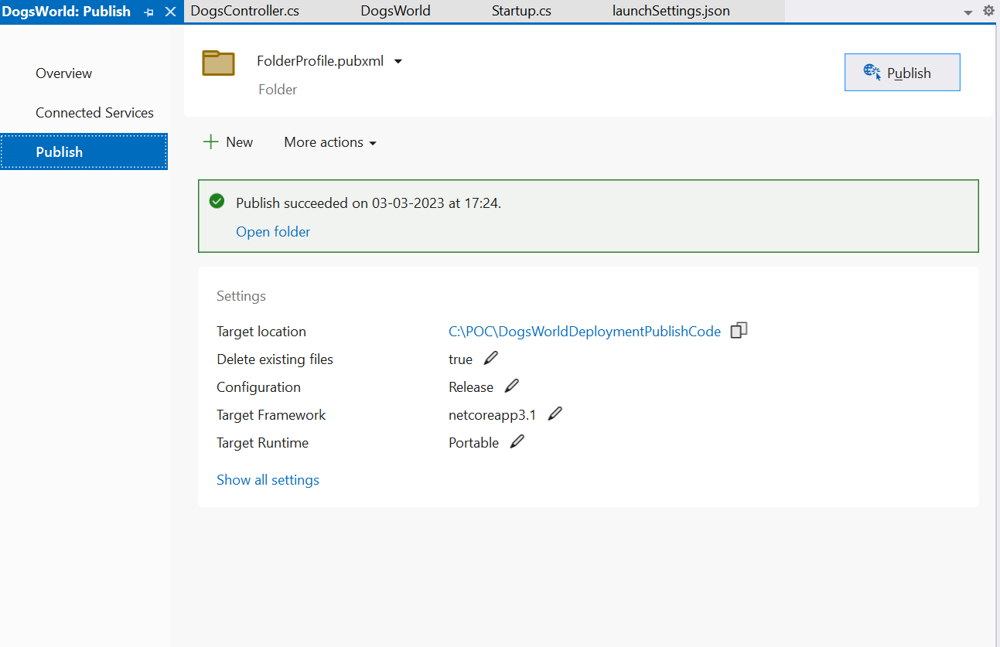 DogsWorld: Publish DogsController.cs DogsWorld Startup.cs launchSettings.json
Overview
Connected Services
Publish
FolderProfile.pubxml
Folder
Publish
New More actions
Publish succeeded on 03-03-2023 at 17:24.
Open folder
Settings
Target location C:\POC\DogsWorldDeploymentPublishCode
Delete existing files true
Configuration Release
Target Framework netcoreapp3.1
Target Runtime Portable
Show all settings